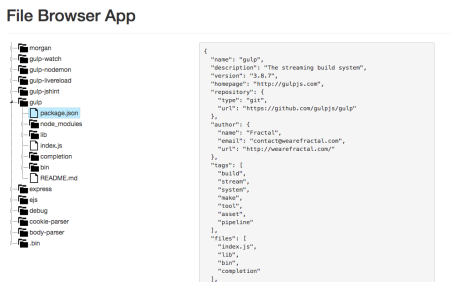 File Browser App
morgan
gulp-watch
gulp-nodemon
gulp-livereload
gulp-jshint
gulp
package.json
node_modules
lib
index.js
completion
bin
README.md
express
ejs
debug
cookie-parser
body-parser
.bin
{
"name": "gulp",
"description": "The streaming build system",
"version": "3.8.7",
"homepage": "http://gulpjs.com",
"repository": {
"type": "git",
"url": "https://github.com/gulpjs/gulp"
},
"author": {
"name": "Fractal",
"email": "contact@wearefractal.com",
"url": "http://wearefractal.com/"
},
"tags": [
"build",
"stream",
"system",
"make",
"tool",
"asset",
"pipeline"
],
"files": [
"index.js",
"lib",
"bin",
"completion"
],